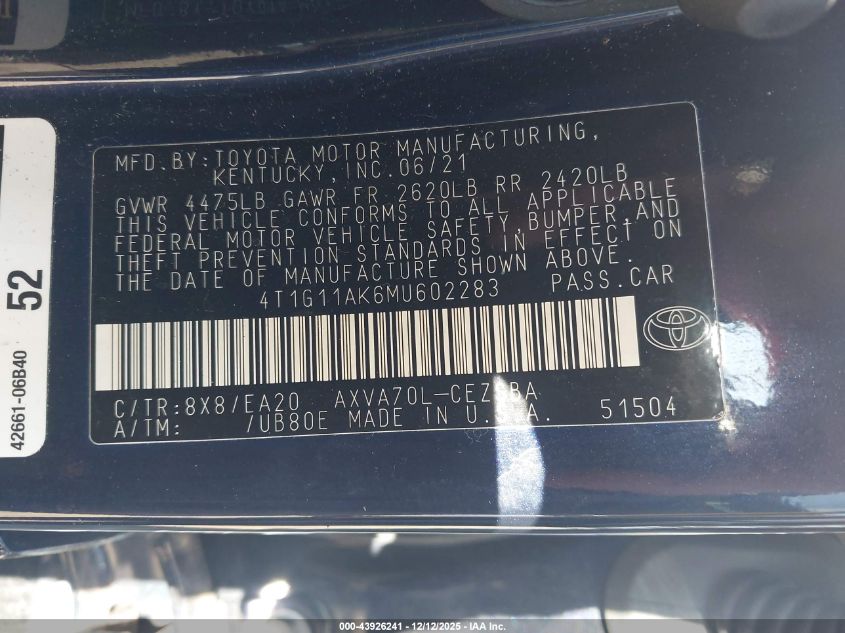 MFD.BY:TOYOTA MOTOR MANUFACTURING,
KENTUCKY,INC.06/21
GVWR 4475LB GAWR FR 2620LB RR 2420LB
THIS VEHICLE CONFORMS TO ALL APPLICABLE
FEDERAL MOTOR VEHICLE SAFETY,BUMPER,AND
THEFT PREVENTION STANDARDS IN EFFECT ON
THE DATE OF MANUFACTURE SHOWN ABOVE.
4T1G11AK6MU602283 PASS.CAR
C/TR:8X8/EA20
A/TM: /UB80E MADE IN 51504
52
42661-06B40
000-43926241 - 12/12/2025 - IAA Inc.